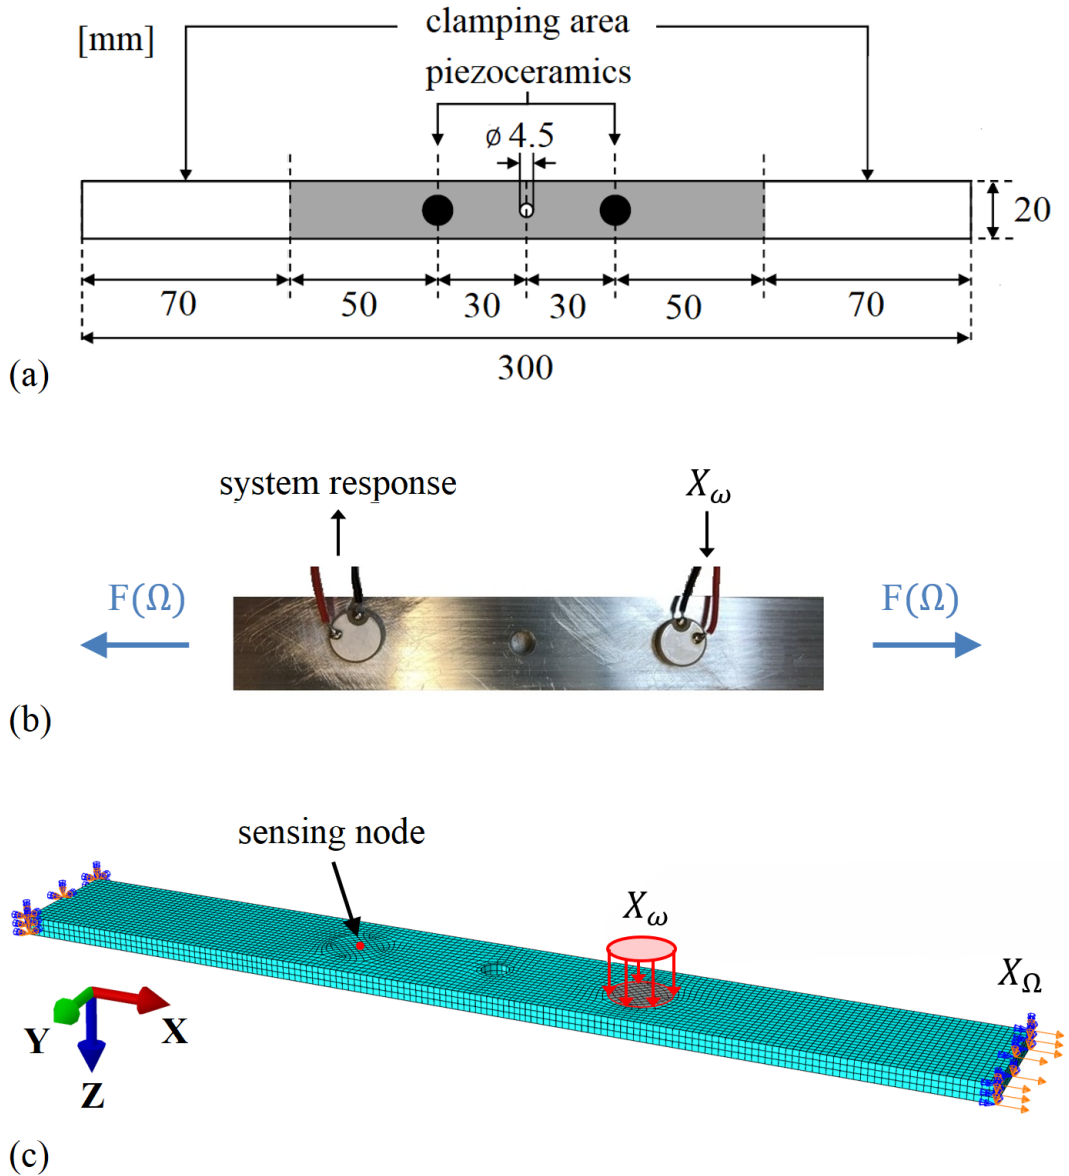 [mm]
clamping area
piezoceramics
ø 4.5
20
70
50
30
30
50
70
300
(a)
system response
X_ω
F(Ω)
F(Ω)
(b)
sensing node
X_ω
X_Ω
Y
X
Z
(c)